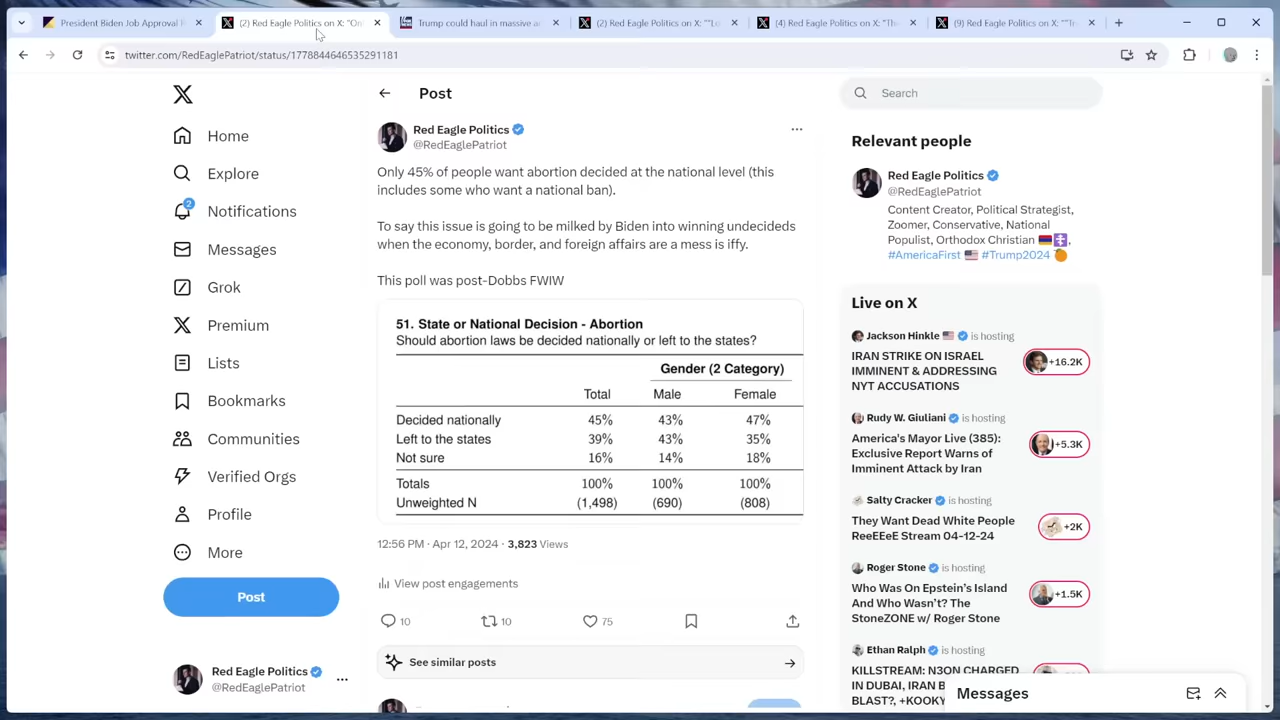 President Biden Job Approval R
(2) Red Eagle Politics on X: "On
Trump could haul in massive a
(2) Red Eagle Politics on X: ""L
(4) Red Eagle Politics on X: "Th
(9) Red Eagle Politics on X: ""Tr
twitter.com/RedEaglePatriot/status/1778844646535291181
Home
Explore
2
Notifications
Messages
Grok
Premium
Lists
Bookmarks
Communities
Verified Orgs
Profile
More
Post
Red Eagle Politics
@RedEaglePatriot
Post
Red Eagle Politics
@RedEaglePatriot
Only 45% of people want abortion decided at the national level (this
includes some who want a national ban).
To say this issue is going to be milked by Biden into winning undecideds
when the economy, border, and foreign affairs are a mess is iffy.
This poll was post-Dobbs FWIW
51. State or National Decision - Abortion
Should abortion laws be decided nationally or left to the states?
Gender (2 Category)
Total Male Female
Decided nationally 45% 43% 47%
Left to the states 39% 43% 35%
Not sure 16% 14% 18%
Totals 100% 100% 100%
Unweighted N (1,498) (690) (808)
12:56 PM · Apr 12, 2024 · 3,823 Views
View post engagements
10 10 75
See similar posts
Search
Relevant people
Red Eagle Politics
@RedEaglePatriot
Content Creator, Political Strategist,
Zoomer, Conservative, National
Populist, Orthodox Christian
#AmericaFirst #Trump2024
Live on X
Jackson Hinkle is hosting
IRAN STRIKE ON ISRAEL
IMMINENT & ADDRESSING
NYT ACCUSATIONS
+16.2K
Rudy W. Giuliani is hosting
America's Mayor Live (385):
Exclusive Report Warns of
Imminent Attack by Iran
+5.3K
Salty Cracker is hosting
They Want Dead White People
ReeEEeE Stream 04-12-24
+2K
Roger Stone is hosting
Who Was On Epstein's Island
And Who Wasn't? The
StoneZONE w/ Roger Stone
+1.5K
Ethan Ralph is hosting
KILLSTREAM: N3ON CHARGED
IN DUBAI, IRAN B
BLAST?, +KOOKY
Messages